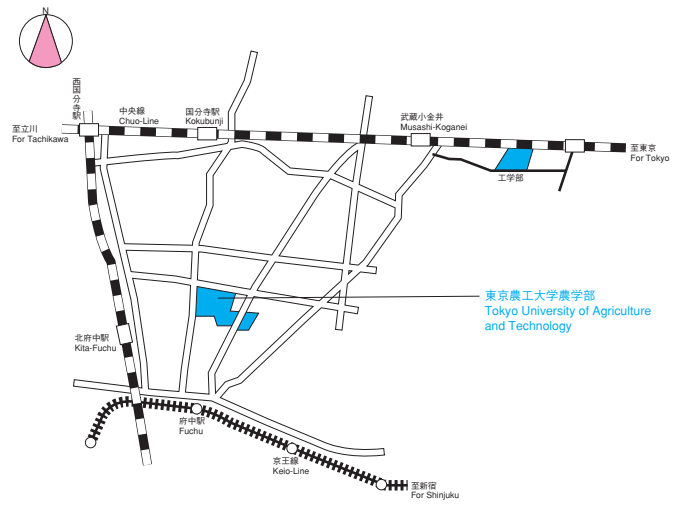 N
西国分寺駅
中央線
Chuo-Line
国分寺駅
Kokubunji
武蔵小金井
Musashi-Koganei
至立川
For Tachikawa
至東京
For Tokyo
工学部
東京農工大学農学部
Tokyo University of Agriculture
and Technology
北府中駅
Kita-Fuchu
府中駅
Fuchu
京王線
Keio-Line
至新宿
For Shinjuku